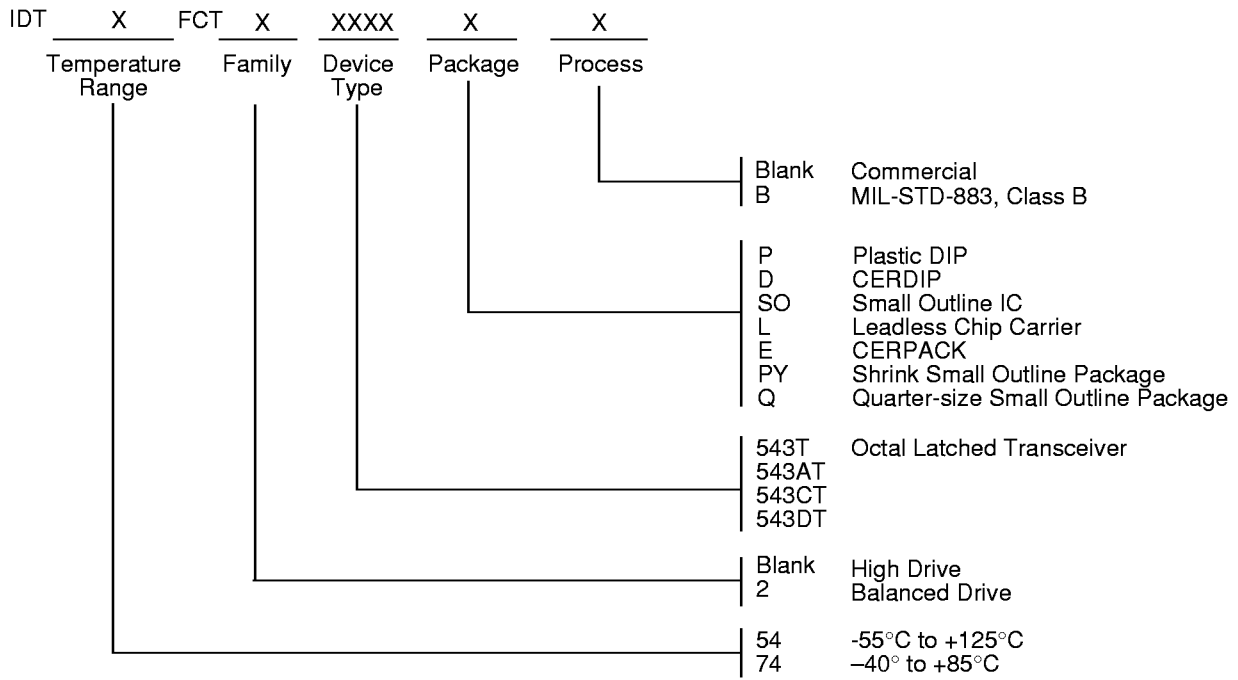 IDT X FCT X XXXX X X
Temperature Range Family Device Type Package Process
Blank Commercial
B MIL-STD-883, Class B
P Plastic DIP
D CERDIP
SO Small Outline IC
L Leadless Chip Carrier
E CERPACK
PY Shrink Small Outline Package
Q Quarter-size Small Outline Package
543T Octal Latched Transceiver
543AT
543CT
543DT
Blank High Drive
2 Balanced Drive
54 -55°C to +125°C
74 –40° to +85°C